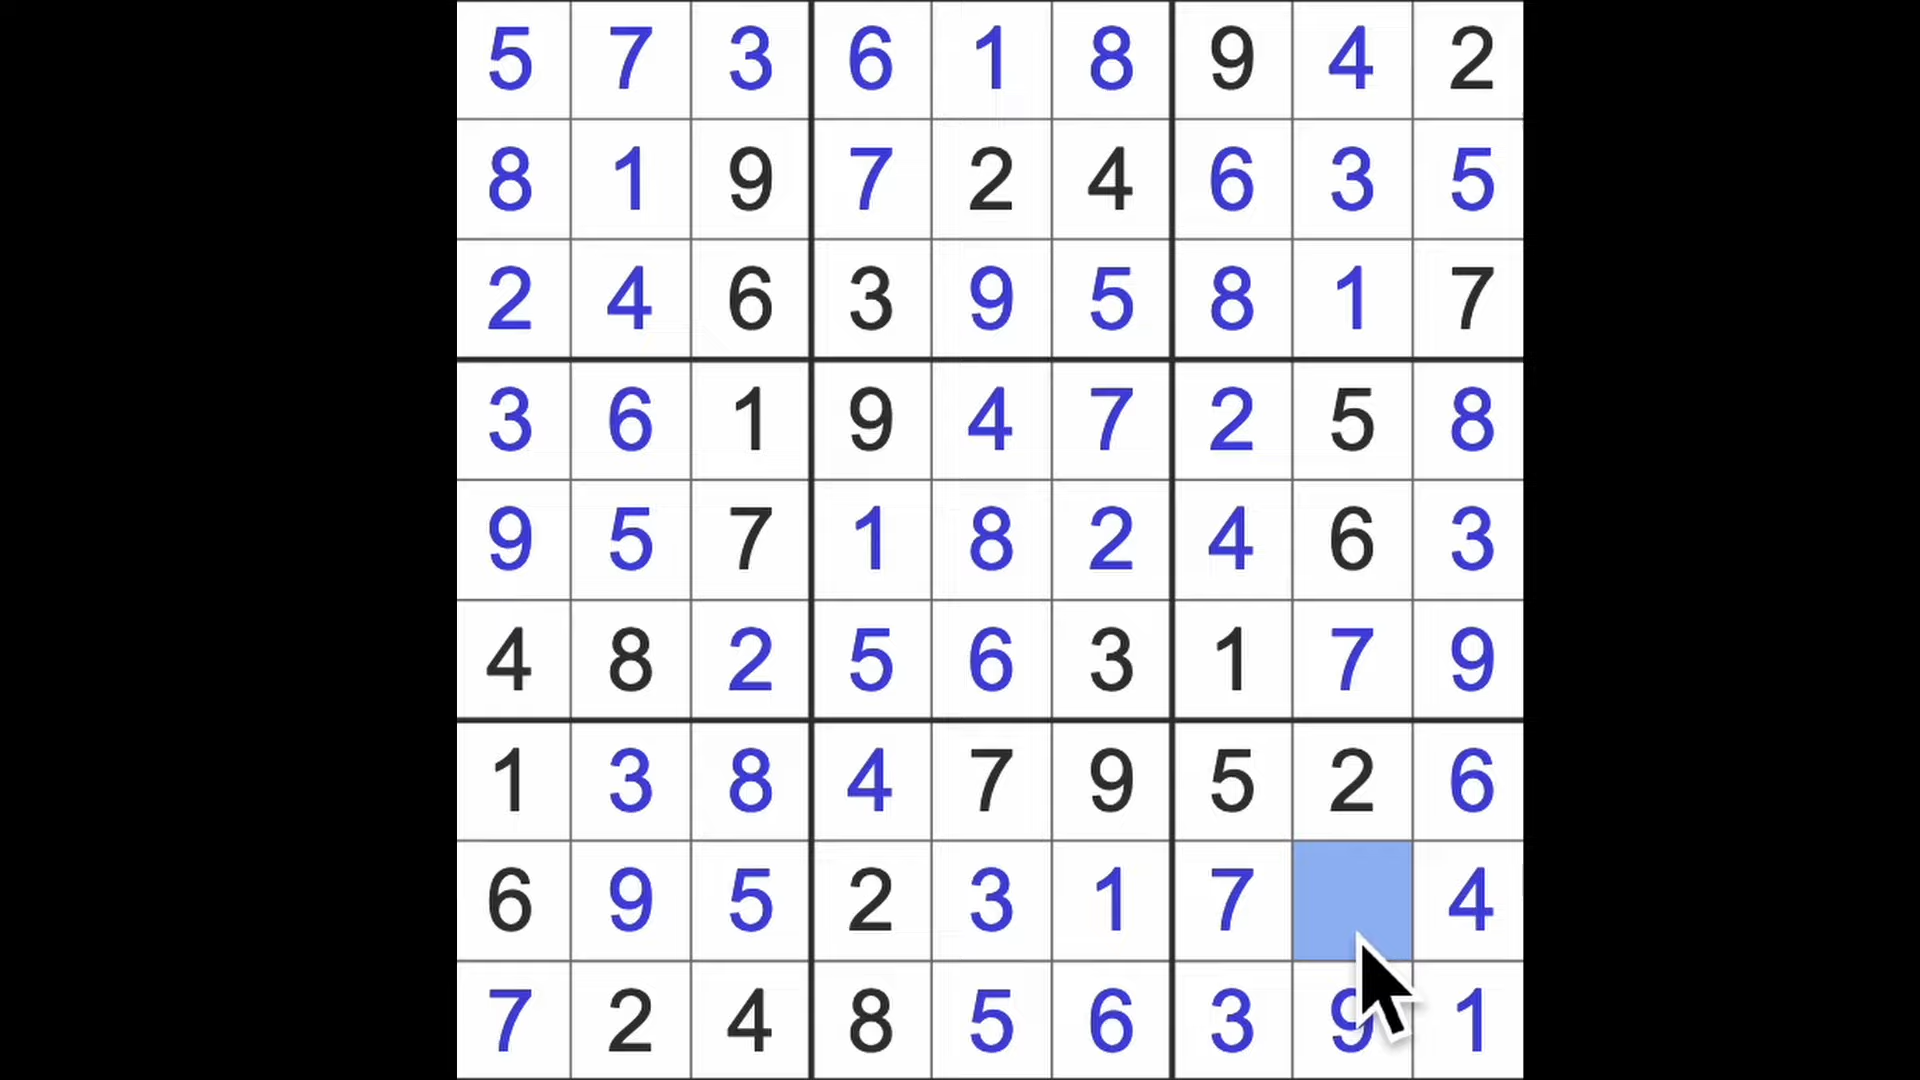 5 7 3 6 1 8 9 4 2
8 1 9 7 2 4 6 3 5
2 4 6 3 9 5 8 1 7
3 6 1 9 4 7 2 5 8
9 5 7 1 8 2 4 6 3
4 8 2 5 6 3 1 7 9
1 3 8 4 7 9 5 2 6
6 9 5 2 3 1 7 4
7 2 4 8 5 6 3 9 1